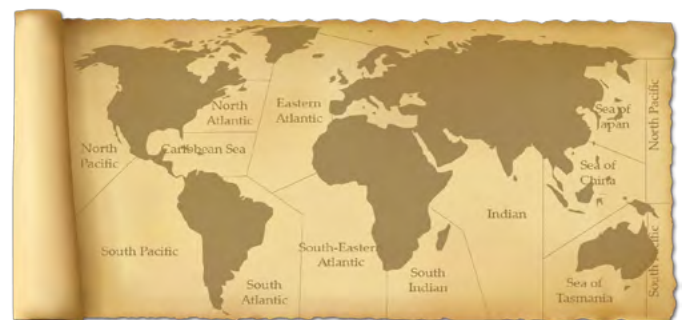 North
Atlantic
Eastern
Atlantic
Sea of
Japan
North Pacific
North
Pacific
Caribbean Sea
Sea of
China
Indian
South Pacific
South-Eastern
Atlantic
South
Indian
South
Atlantic
Sea of
Tasmania
South Pacific